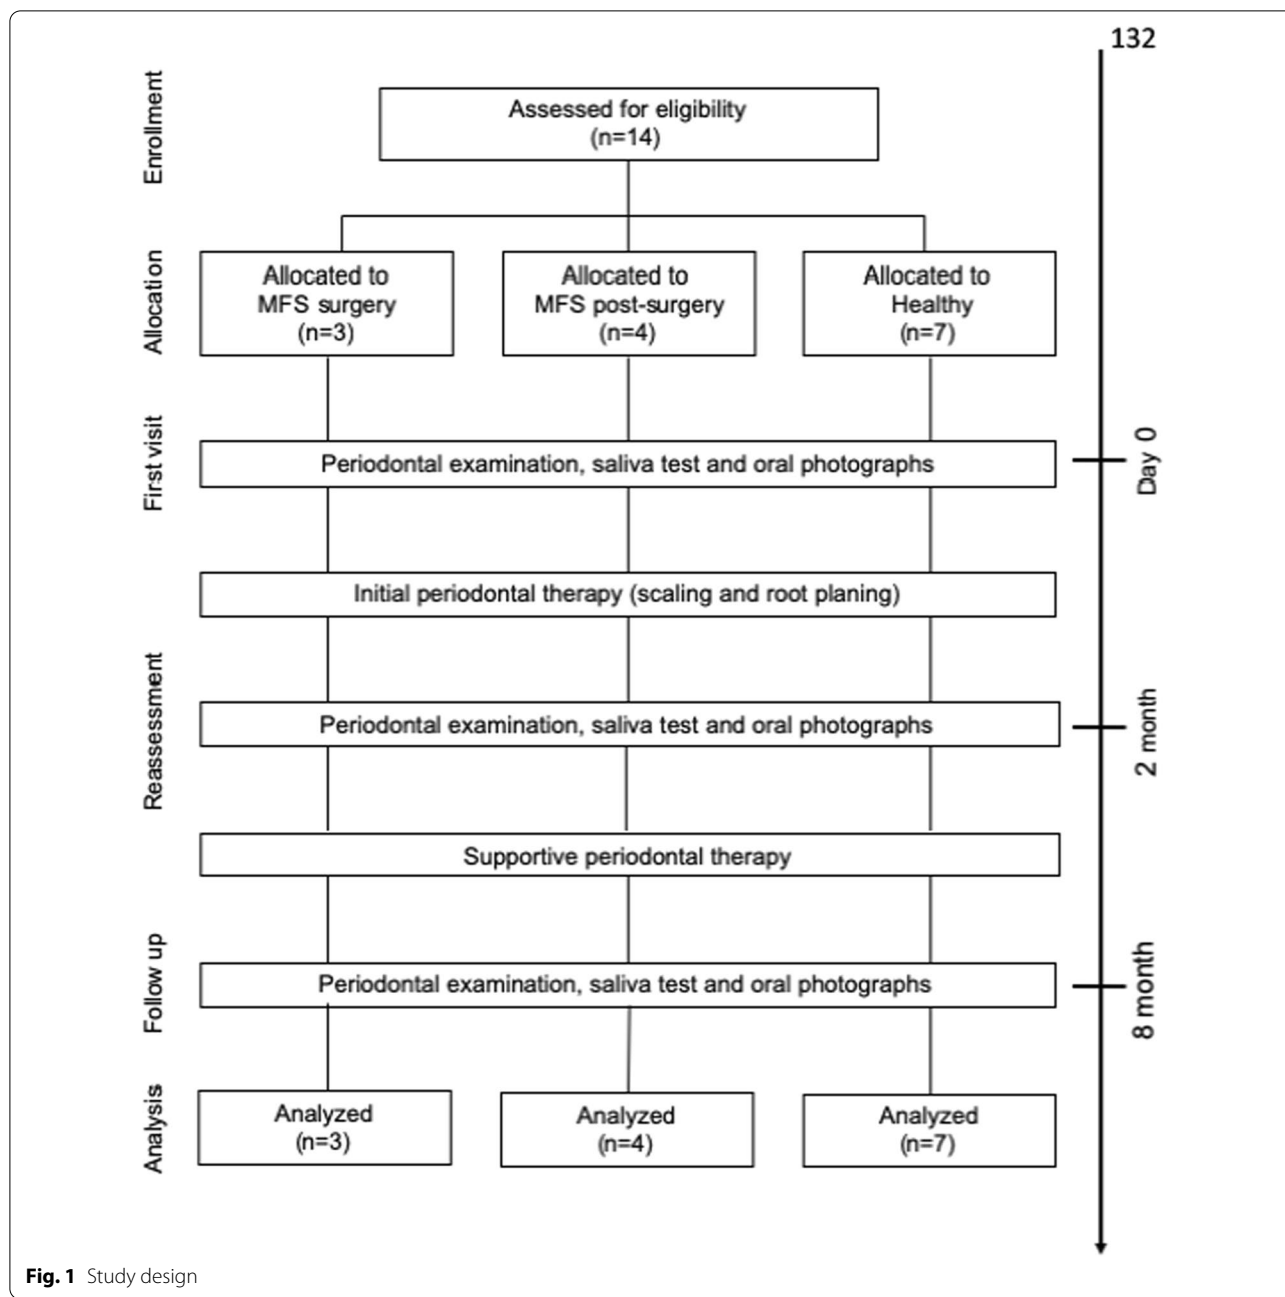 132
Enrollment
Assessed for eligibility
(n=14)
Allocation
Allocated to
MFS surgery
(n=3)
Allocated to
MFS post-surgery
(n=4)
Allocated to
Healthy
(n=7)
First visit
Periodontal examination, saliva test and oral photographs
Day 0
Initial periodontal therapy (scaling and root planing)
Reassessment
Periodontal examination, saliva test and oral photographs
2 month
Supportive periodontal therapy
Follow up
Periodontal examination, saliva test and oral photographs
8 month
Analysis
Analyzed
(n=3)
Analyzed
(n=4)
Analyzed
(n=7)
Fig. 1 Study design